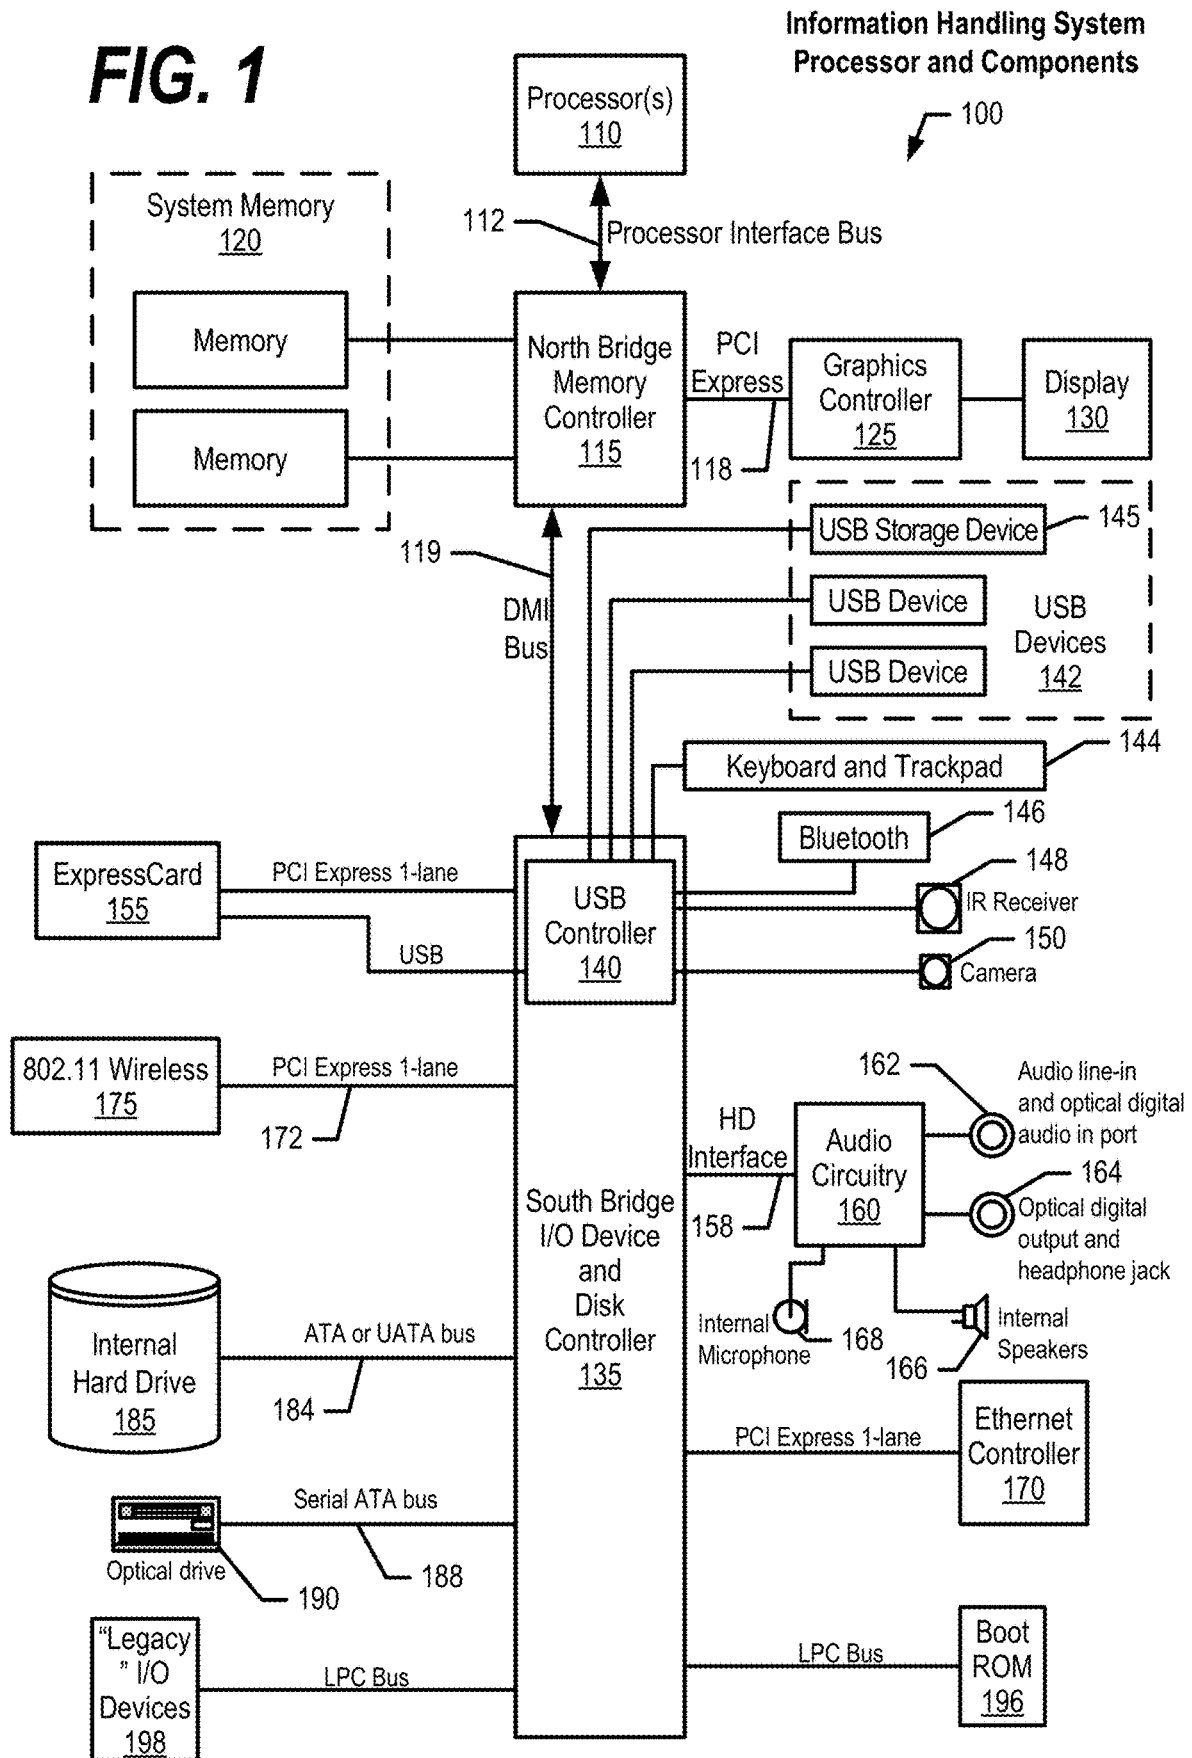 FIG. 1
Information Handling System
Processor and Components
100
Processor(s)
110
112
Processor Interface Bus
System Memory
120
Memory
Memory
North Bridge
Memory
Controller
115
PCI
Express
118
Graphics
Controller
125
Display
130
119
DMI
Bus
USB Storage Device
145
USB Device
USB Device
USB
Devices
142
Keyboard and Trackpad
144
Bluetooth
146
148
IR Receiver
150
Camera
USB
Controller
140
ExpressCard
155
PCI Express 1-lane
USB
802.11 Wireless
175
PCI Express 1-lane
172
South Bridge
I/O Device
and
Disk
Controller
135
HD
Interface
158
Audio
Circuitry
160
162
Audio line-in
and optical digital
audio in port
164
Optical digital
output and
headphone jack
Internal
Microphone
168
166
Internal
Speakers
Internal
Hard Drive
185
ATA or UATA bus
184
PCI Express 1-lane
Ethernet
Controller
170
Serial ATA bus
188
Optical drive
190
"Legacy
" I/O
Devices
198
LPC Bus
LPC Bus
Boot
ROM
196